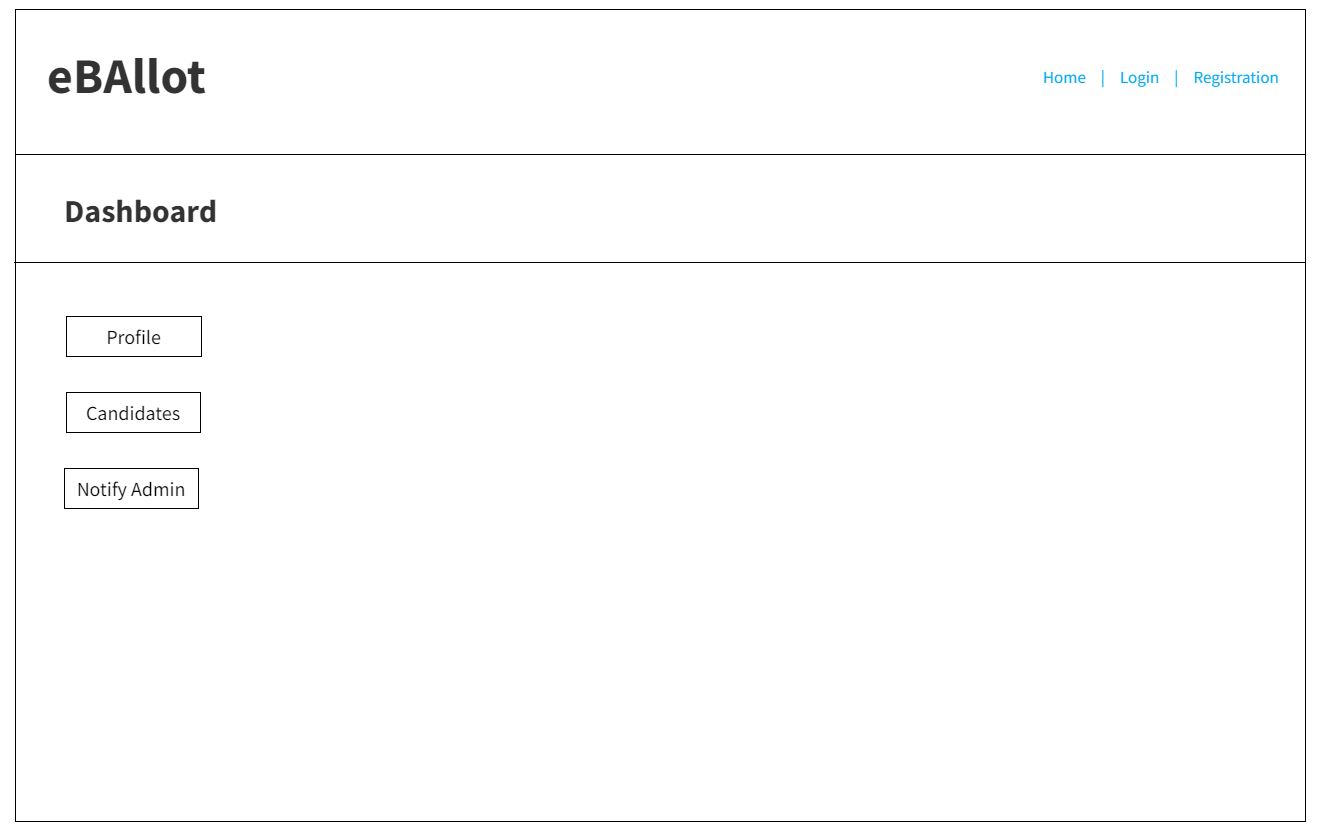 eBAllot
Home | Login | Registration
Dashboard
Profile
Candidates
Notify Admin